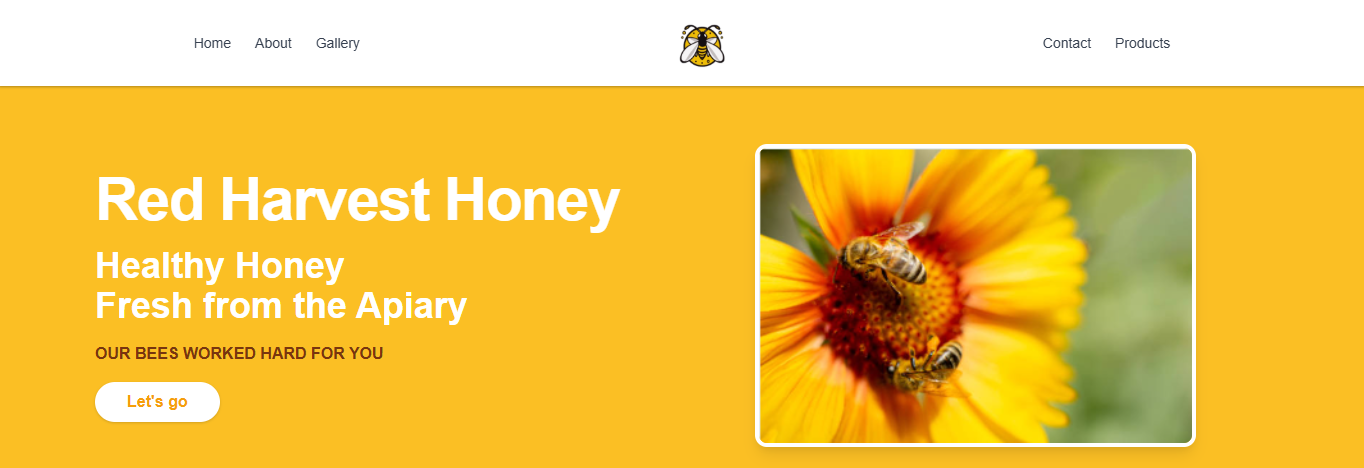 Home About Gallery Contact Products
Red Harvest Honey
Healthy Honey
Fresh from the Apiary
OUR BEES WORKED HARD FOR YOU
Let's go